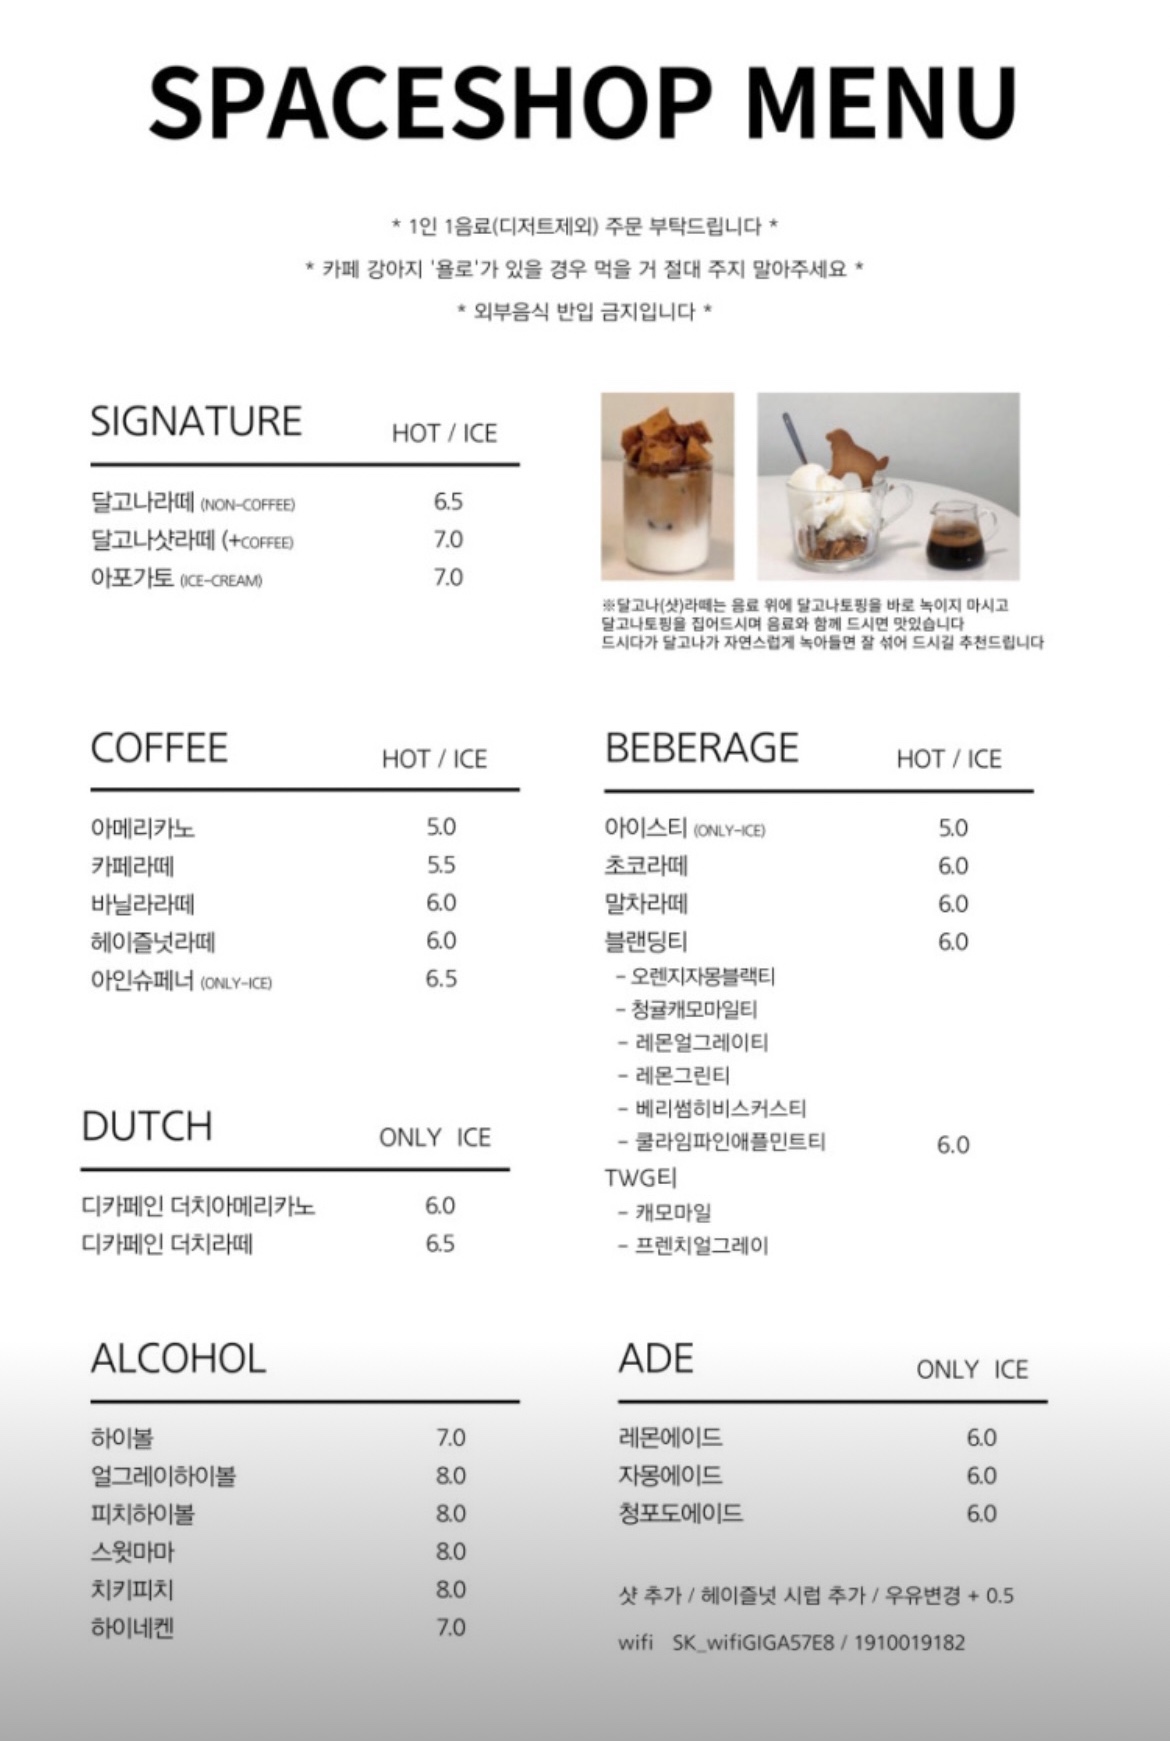 SPACESHOP MENU
* 1인 1음료(디저트제외) 주문 부탁드립니다 *
* 카페 강아지 '욜로'가 있을 경우 먹을 거 절대 주지 말아주세요 *
* 외부음식 반입 금지입니다 *
SIGNATURE HOT / ICE
달고나라떼 (NON-COFFEE) 6.5
달고나샷라떼 (+COFFEE) 7.0
아포가토 (ICE-CREAM) 7.0
※달고나(샷)라떼는 음료 위에 달고나토핑을 바로 녹이지 마시고
달고나토핑을 집어드시며 음료와 함께 드시면 맛있습니다
드시다가 달고나가 자연스럽게 녹아들면 잘 섞어 드시길 추천드립니다
COFFEE HOT / ICE
아메리카노 5.0
카페라떼 5.5
바닐라라떼 6.0
헤이즐넛라떼 6.0
아인슈페너 (ONLY-ICE) 6.5
BEBERAGE HOT / ICE
아이스티 (ONLY-ICE) 5.0
초코라떼 6.0
말차라떼 6.0
블랜딩티 6.0
- 오렌지자몽블랙티
- 청귤캐모마일티
- 레몬얼그레이티
- 레몬그린티
- 베리썸히비스커스티
- 쿨라임파인애플민트티 6.0
TWG티
- 캐모마일
- 프렌치얼그레이
DUTCH ONLY ICE
디카페인 더치아메리카노 6.0
디카페인 더치라떼 6.5
ALCOHOL
하이볼 7.0
얼그레이하이볼 8.0
피치하이볼 8.0
스윗마마 8.0
치키피치 8.0
하이네켄 7.0
ADE ONLY ICE
레몬에이드 6.0
자몽에이드 6.0
청포도에이드 6.0
샷 추가 / 헤이즐넛 시럽 추가 / 우유변경 + 0.5
wifi SK_wifiGIGA57E8 / 1910019182